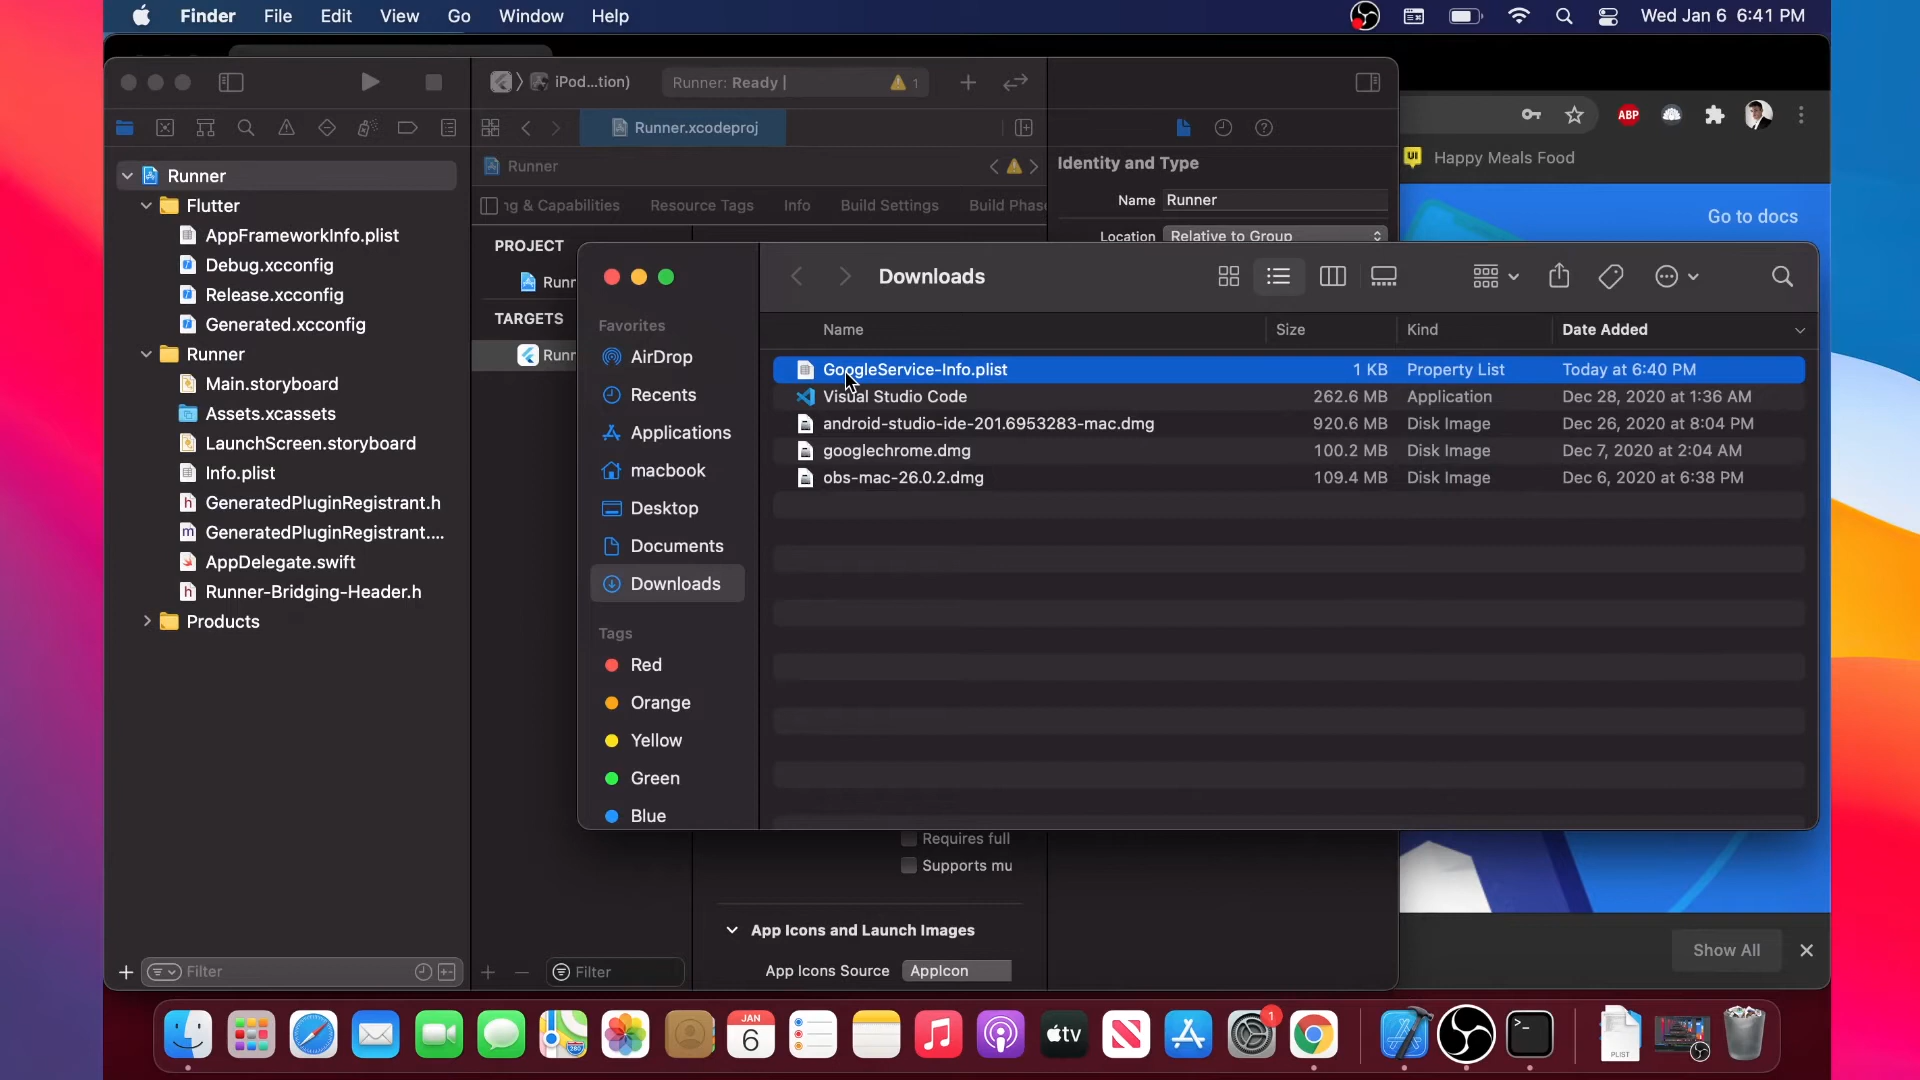 Finder File Edit View Go Window Help
Wed Jan 6 6:41 PM
iPod...tion)
Runner: Ready
1
Runner.xcodeproj
Runner
ng & Capabilities Resource Tags Info Build Settings Build Phase
PROJECT
Runr
TARGETS
Runr
Identity and Type
Name Runner
Location Relative to Group
ABP
UI Happy Meals Food
Go to docs
Runner
Flutter
AppFrameworkInfo.plist
Debug.xcconfig
Release.xcconfig
Generated.xcconfig
Runner
Main.storyboard
Assets.xcassets
LaunchScreen.storyboard
Info.plist
h GeneratedPluginRegistrant.h
m GeneratedPluginRegistrant....
AppDelegate.swift
h Runner-Bridging-Header.h
Products
Filter
Filter
Downloads
Favorites
AirDrop
Recents
Applications
macbook
Desktop
Documents
Downloads
Tags
Red
Orange
Yellow
Green
Blue
Name Size Kind Date Added
GoogleService-Info.plist 1 KB Property List Today at 6:40 PM
Visual Studio Code 262.6 MB Application Dec 28, 2020 at 1:36 AM
android-studio-ide-201.6953283-mac.dmg 920.6 MB Disk Image Dec 26, 2020 at 8:04 PM
googlechrome.dmg 100.2 MB Disk Image Dec 7, 2020 at 2:04 AM
obs-mac-26.0.2.dmg 109.4 MB Disk Image Dec 6, 2020 at 6:38 PM
Requires full
Supports mu
App Icons and Launch Images
App Icons Source AppIcon
Show All
JAN
6
tv
1
PLIST